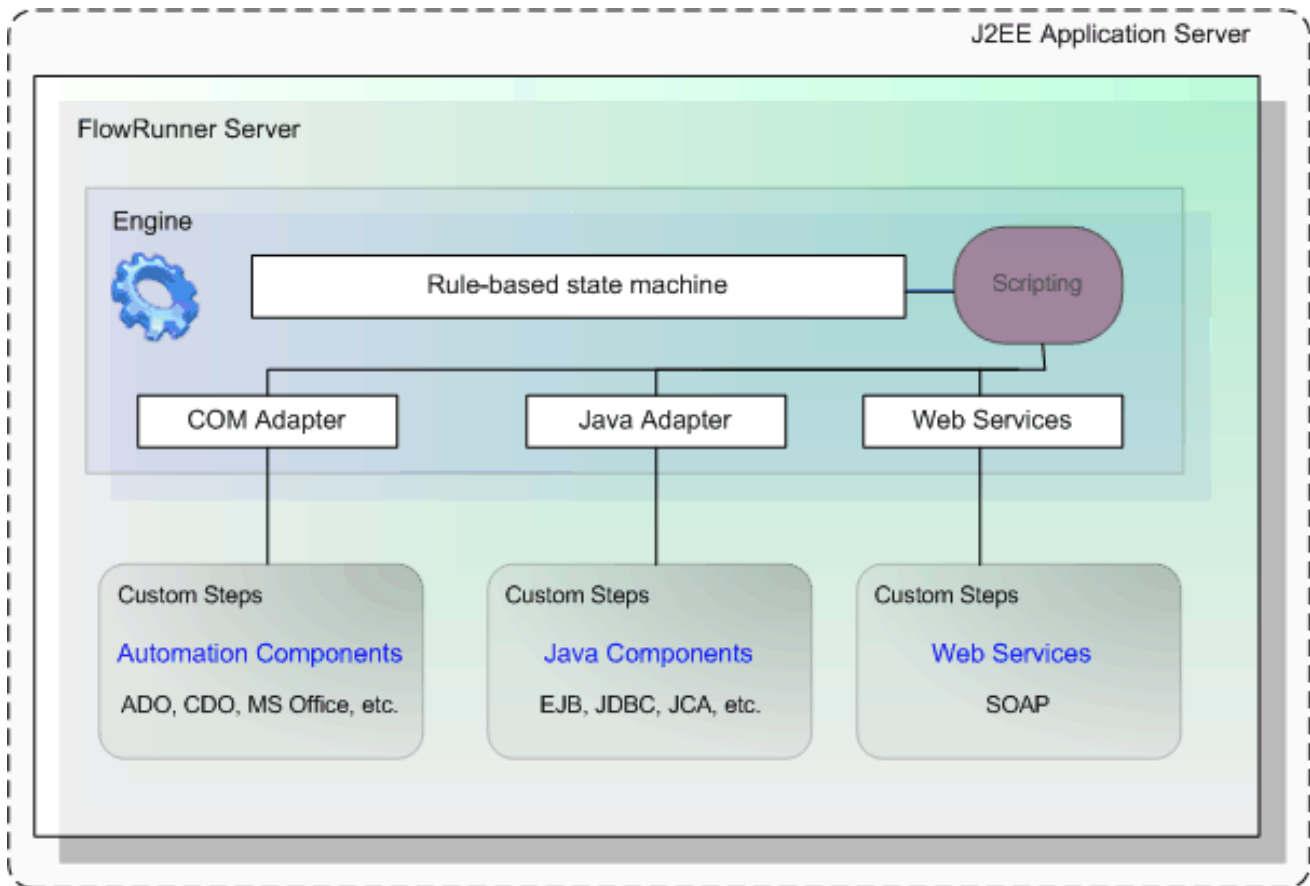 J2EE Application Server
FlowRunner Server
Engine
Rule-based state machine
Scripting
COM Adapter
Java Adapter
Web Services
Custom Steps
Automation Components
ADO, CDO, MS Office, etc.
Custom Steps
Java Components
EJB, JDBC, JCA, etc.
Custom Steps
Web Services
SOAP